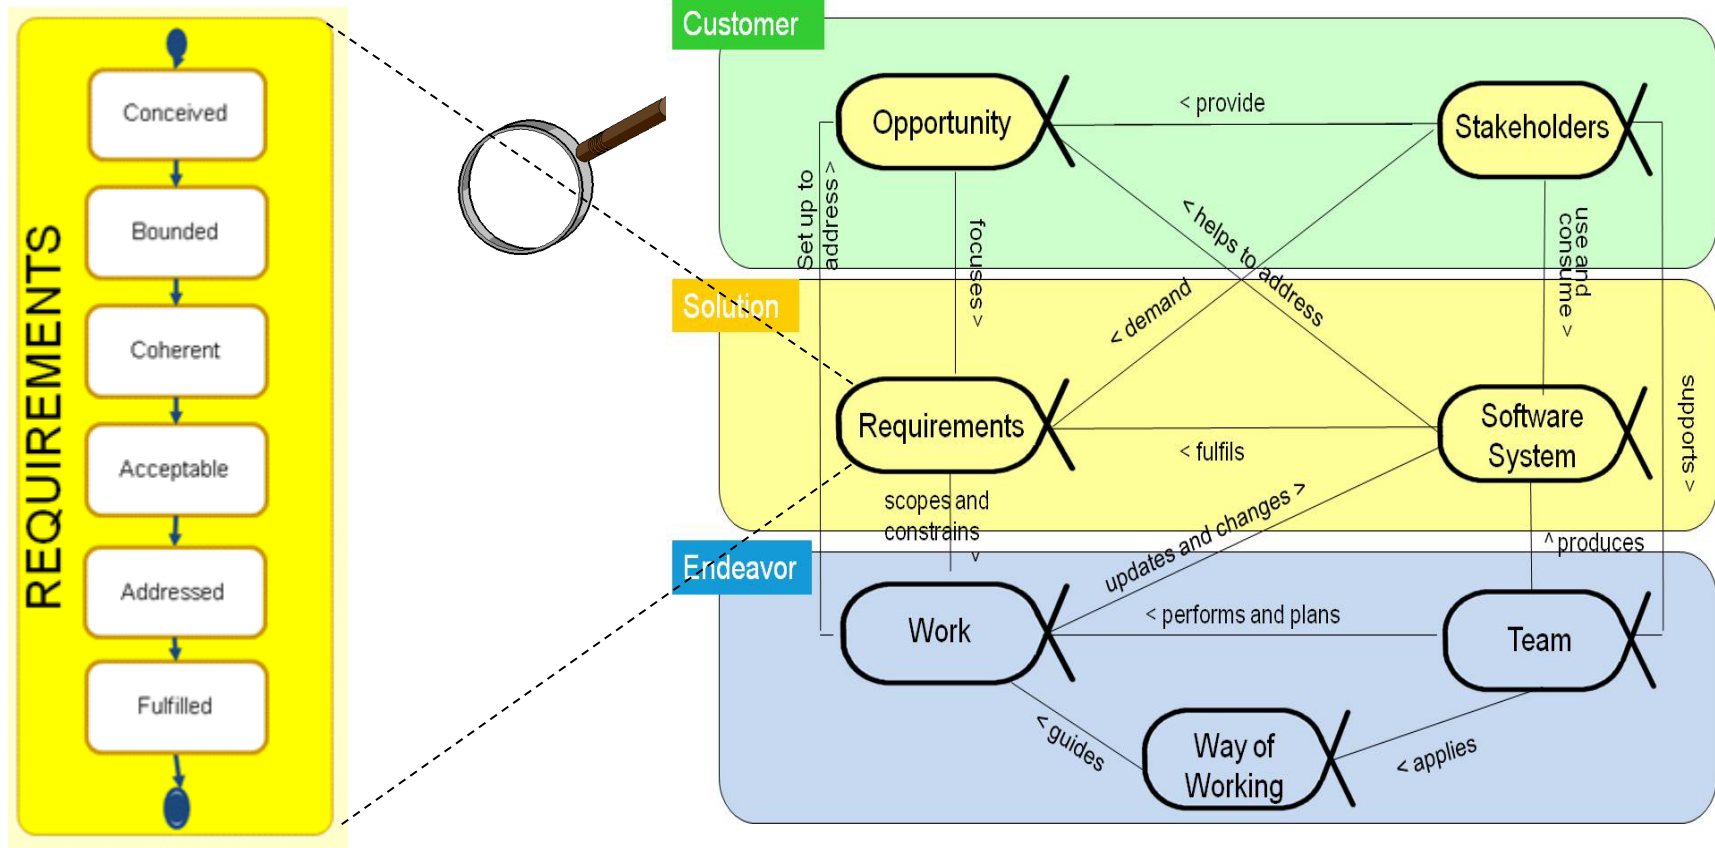 REQUIREMENTS
Conceived
Bounded
Coherent
Acceptable
Addressed
Fulfilled
Customer
Opportunity
< provide
Stakeholders
Set up to
address >
focuses >
< helps to address
< demand
use and
consume >
Solution
Requirements
< fulfils
Software
System
supports >
scopes and
constrains
v
updates and changes >
^ produces
Endeavor
Work
< performs and plans
Team
< guides
Way of
Working
< applies